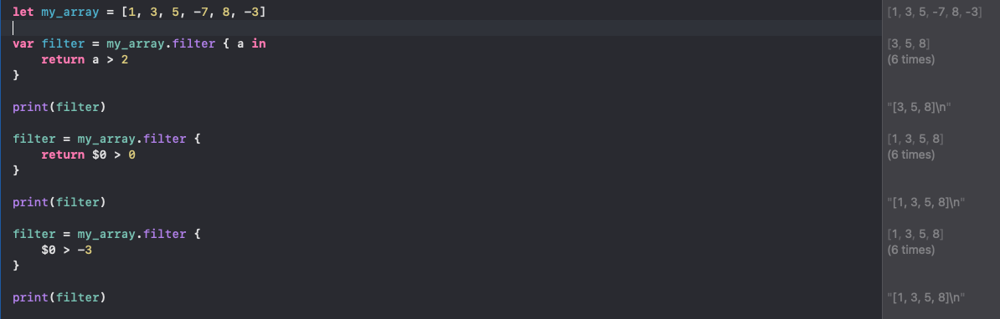 let my_array = [1, 3, 5, -7, 8, -3]
[1, 3, 5, -7, 8, -3]
var filter = my_array.filter { a in
[3, 5, 8]
return a > 2
(6 times)
}
print(filter)
"[3, 5, 8]\n"
filter = my_array.filter {
[1, 3, 5, 8]
return $0 > 0
(6 times)
}
print(filter)
"[1, 3, 5, 8]\n"
filter = my_array.filter {
[1, 3, 5, 8]
$0 > -3
(6 times)
}
print(filter)
"[1, 3, 5, 8]\n"